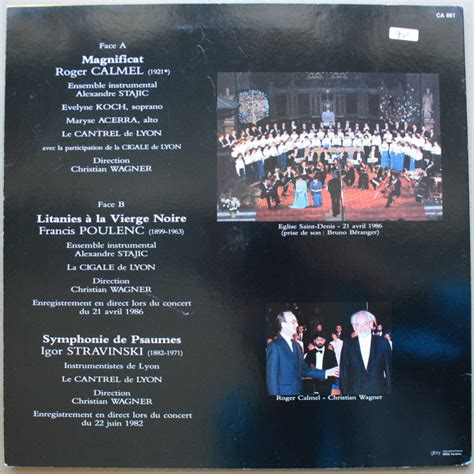 CA 861
Face A
Magnificat
Roger CALMEL (1921*)
Ensemble instrumental
Alexandre STAJIC
Evelyne KOCH, soprano
Maryse ACERRA, alto
Le CANTREL de LYON
avec la participation de la CIGALE de LYON
Direction
Christian WAGNER
Face B
Litanies à la Vierge Noire
Francis POULENC (1899-1963)
Ensemble instrumental
Alexandre STAJIC
La CIGALE de LYON
Direction
Christian WAGNER
Enregistrement en direct lors du concert
du 21 avril 1986
Symphonie de Psaumes
Igor STRAVINSKI (1882-1971)
Instrumentistes de Lyon
Le CANTREL de LYON
Direction
Christian WAGNER
Enregistrement en direct lors du concert
du 22 juin 1982
Eglise Saint-Denis - 21 avril 1986
(prise de son : Bruno Béranger)
Roger Calmel - Christian Wagner